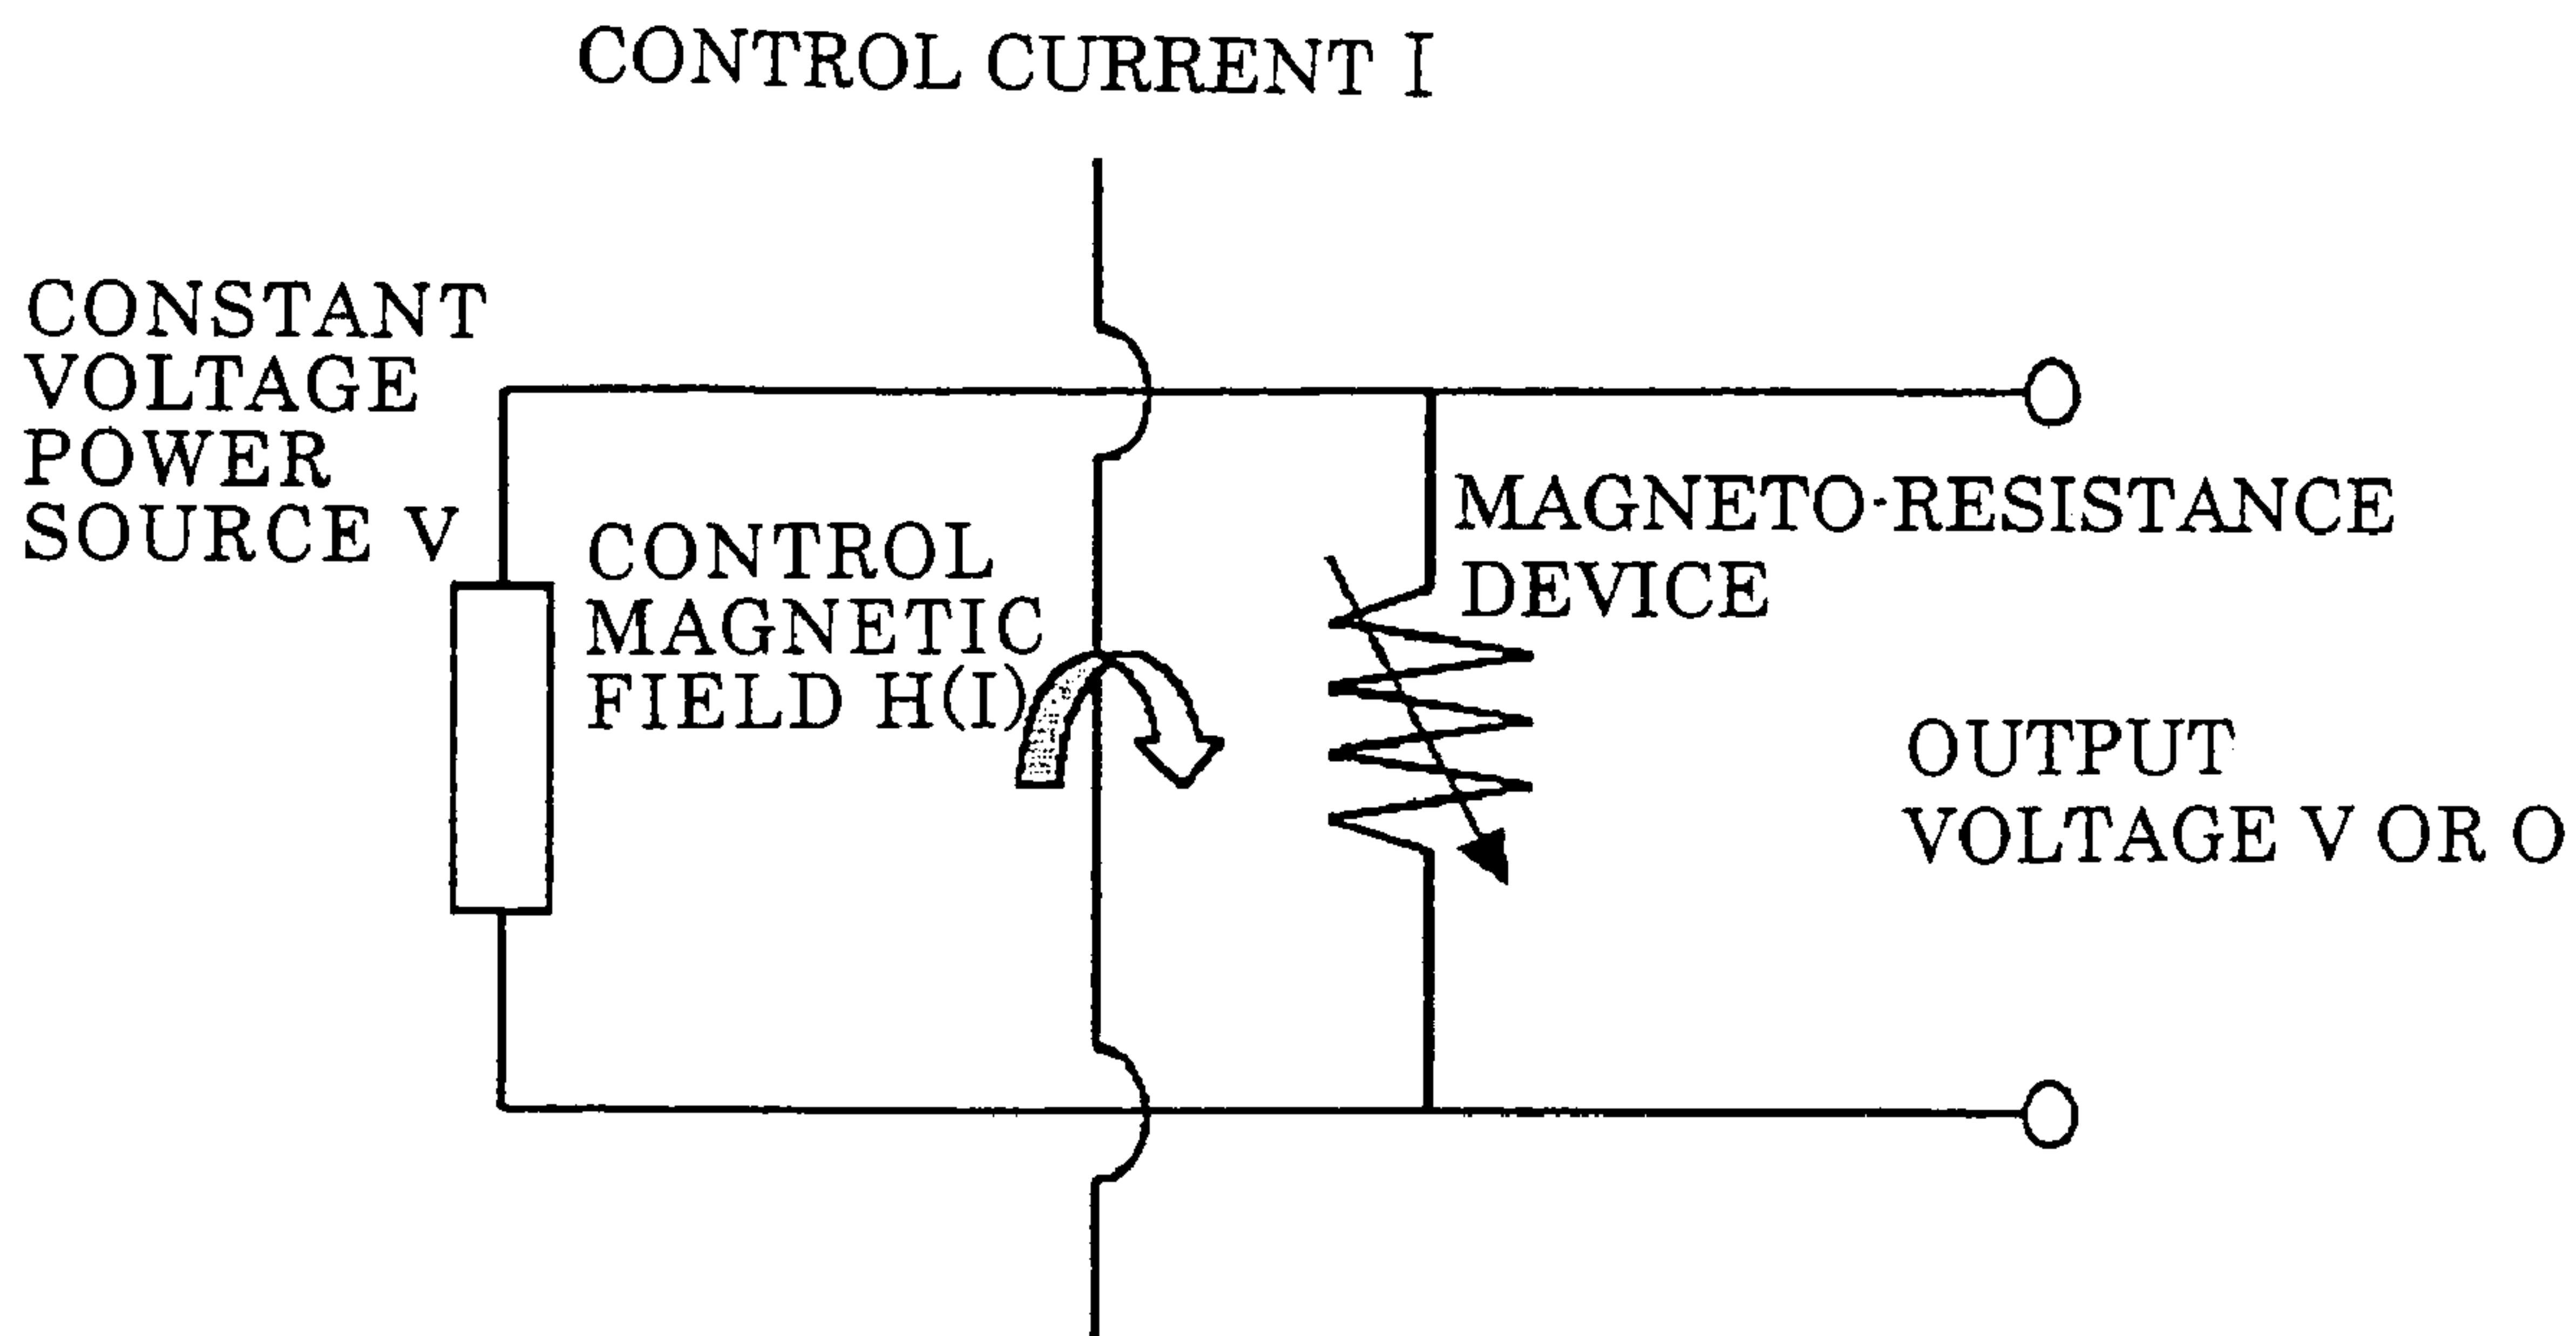 CONTROL CURRENT I
CONSTANT
VOLTAGE
POWER
SOURCE V
CONTROL
MAGNETIC
FIELD H(I)
MAGNETO-RESISTANCE
DEVICE
OUTPUT
VOLTAGE V OR O